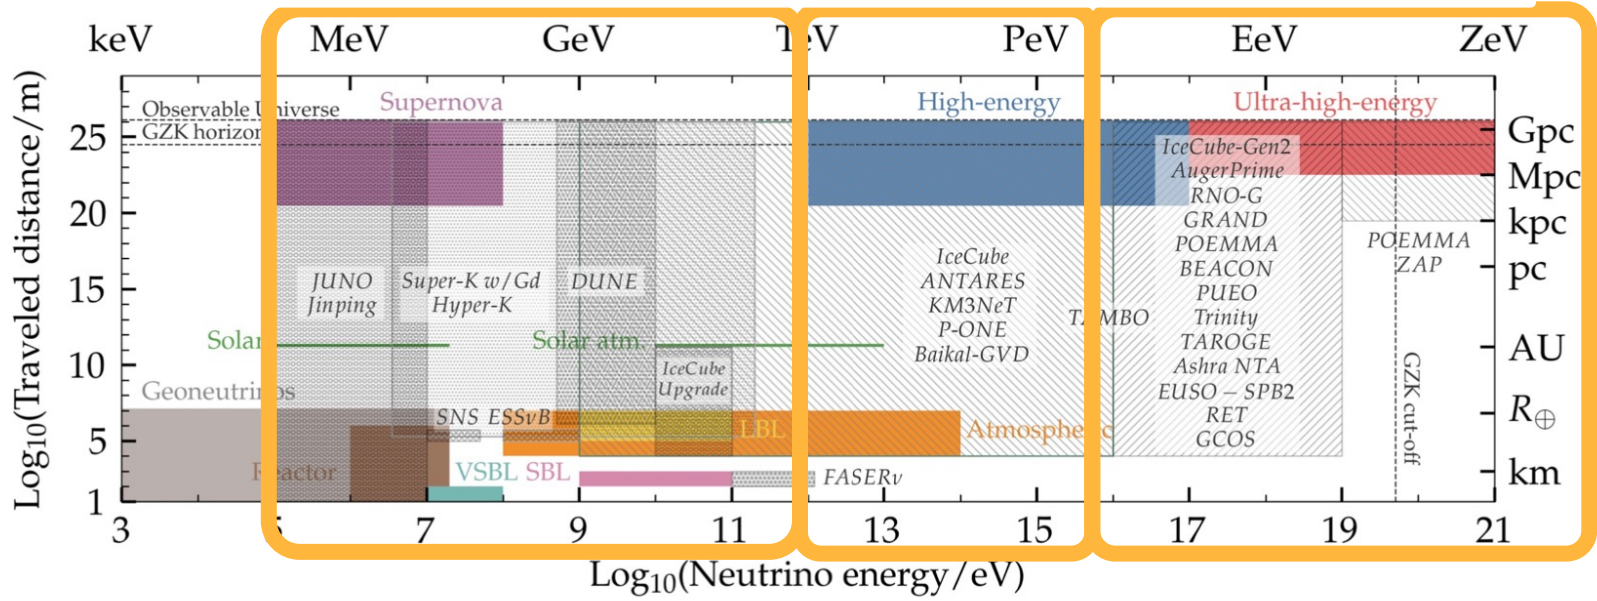 keV MeV GeV TeV PeV EeV ZeV
Observable Universe
GZK horizon
Supernova
High-energy
Ultra-high-energy
Log10(Traveled distance/m)
25
20
15
10
5
1
Gpc
Mpc
kpc
pc
AU
R⊕
km
IceCube-Gen2
AugerPrime
RNO-G
GRAND
POEMMA
BEACON
PUEO
Trinity
TAROGE
Ashra NTA
EUSO – SPB2
RET
GCOS
POEMMA
ZAP
JUNO
Jinping
Super-K w/Gd
Hyper-K
DUNE
IceCube
ANTARES
KM3NeT
P-ONE
Baikal-GVD
TAMBO
Solar
Solar atm.
IceCube
Upgrade
Geoneutrinos
SNS ESSνB
LBL
Atmospheric
GZK cut-off
Reactor
VSBL SBL
FASERν
3 5 7 9 11 13 15 17 19 21
Log10(Neutrino energy/eV)